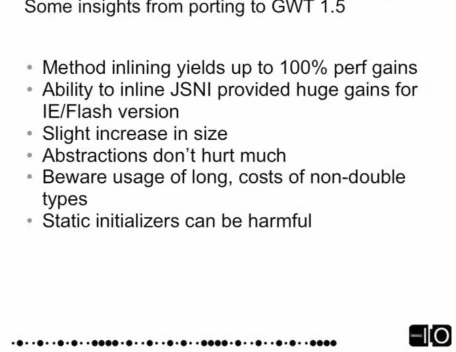 Some insights from porting to GWT 1.5
• Method inlining yields up to 100% perf gains
• Ability to inline JSNI provided huge gains for
IE/Flash version
• Slight increase in size
• Abstractions don't hurt much
• Beware usage of long, costs of non-double
types
• Static initializers can be harmful
IO